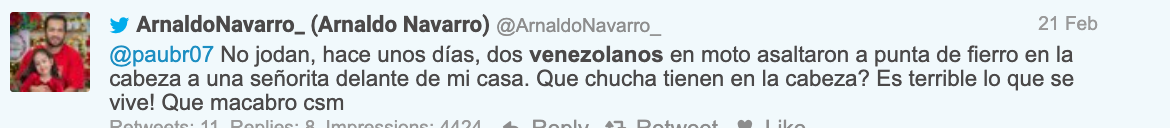 ArnaldoNavarro_ (Arnaldo Navarro) @ArnaldoNavarro_ 21 Feb
@paubr07 No jodan, hace unos días, dos venezolanos en moto asaltaron a punta de fierro en la
cabeza a una señorita delante de mi casa. Que chucha tienen en la cabeza? Es terrible lo que se
vive! Que macabro csm
Retweets: 11 Replies: 8 Impressions: 4424 Reply Retweet Like